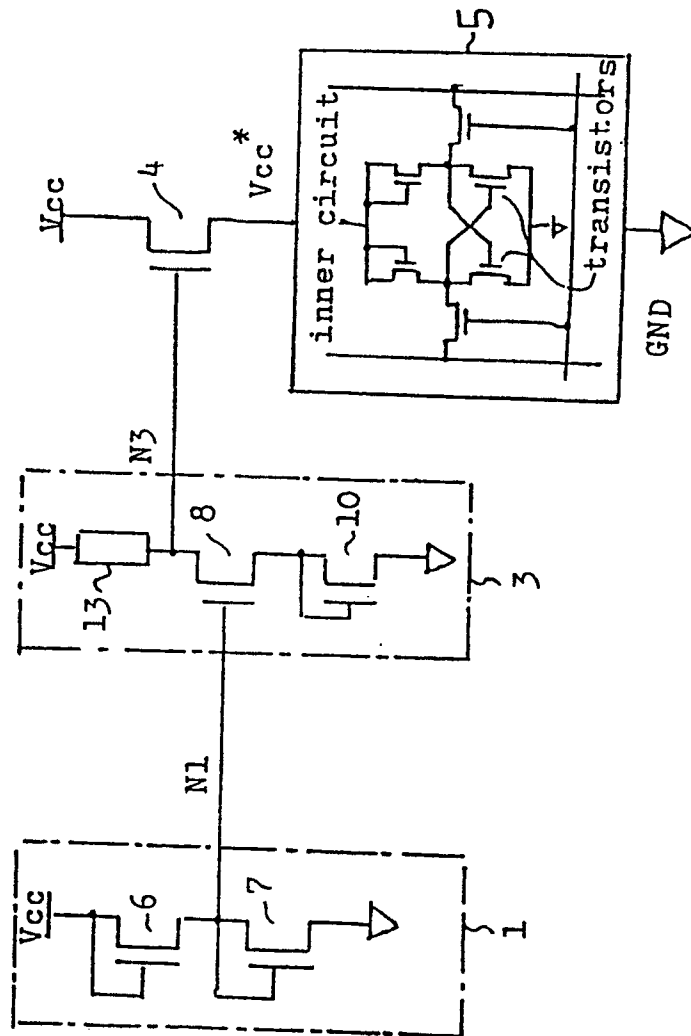 Vcc
6
7
1
N1
Vcc
13
8
10
3
N3
Vcc
4
Vcc*
inner circuit
transistors
5
GND